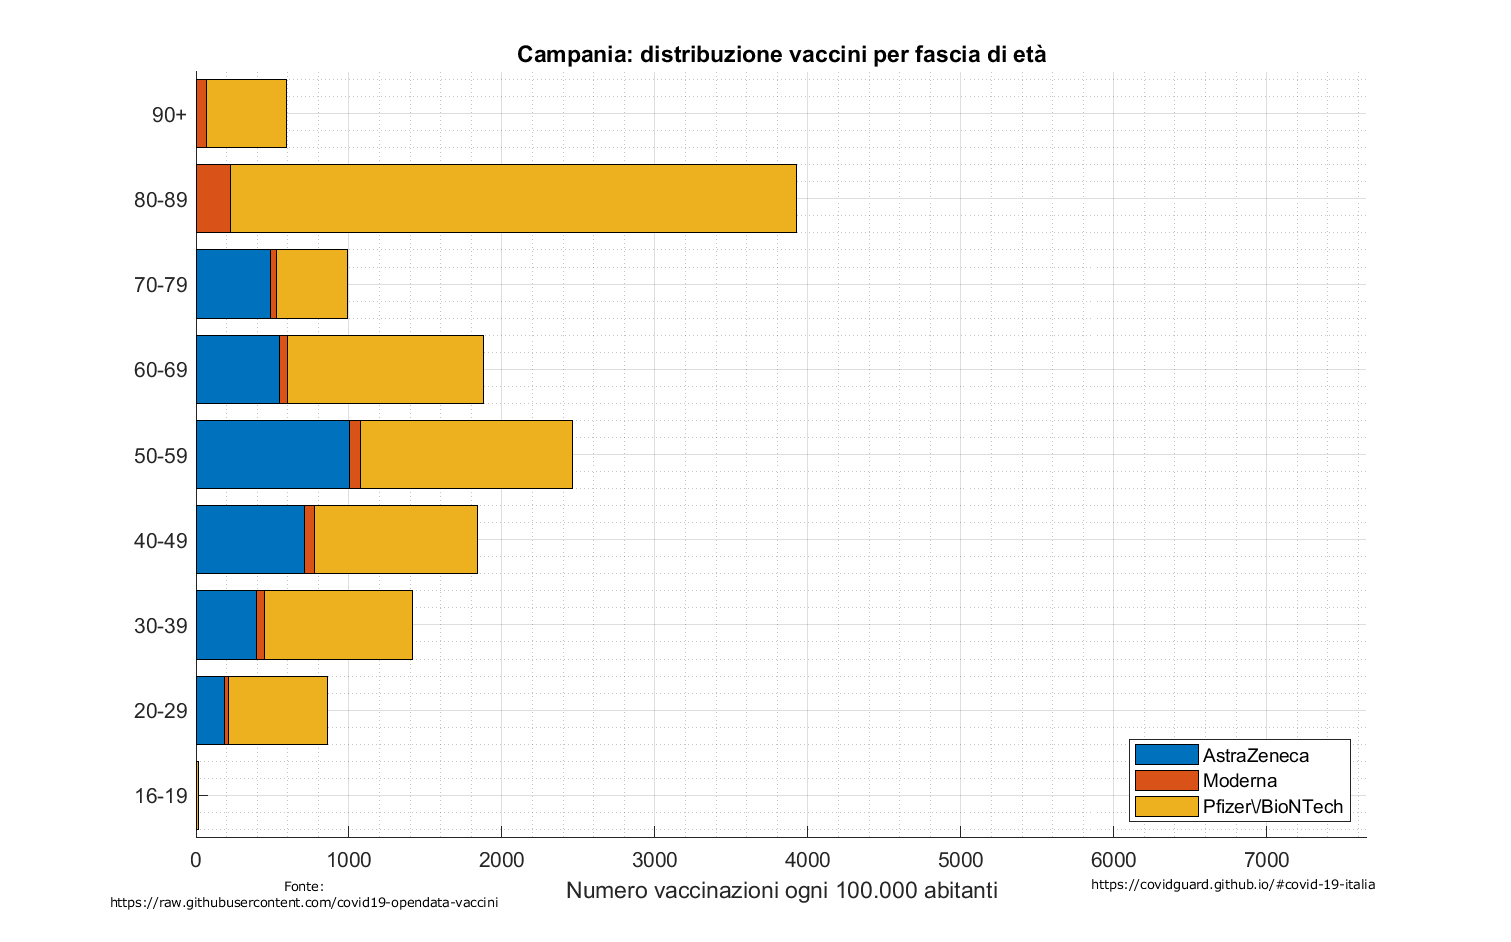 Campania: distribuzione vaccini per fascia di età
90+
80-89
70-79
60-69
50-59
40-49
30-39
20-29
16-19
AstraZeneca
Moderna
Pfizer\/BioNTech
0 1000 2000 3000 4000 5000 6000 7000
Numero vaccinazioni ogni 100.000 abitanti
Fonte:
https://raw.githubusercontent.com/covid19-opendata-vaccini
https://covidguard.github.io/#covid-19-italia